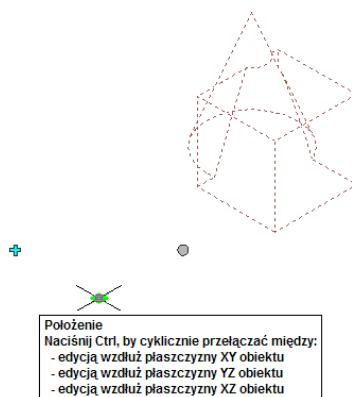 Położenie
Naciśnij Ctrl, by cyklicznie przełączać między:
- edycją wzdłuż płaszczyzny XY obiektu
- edycją wzdłuż płaszczyzny YZ obiektu
- edycją wzdłuż płaszczyzny XZ obiektu